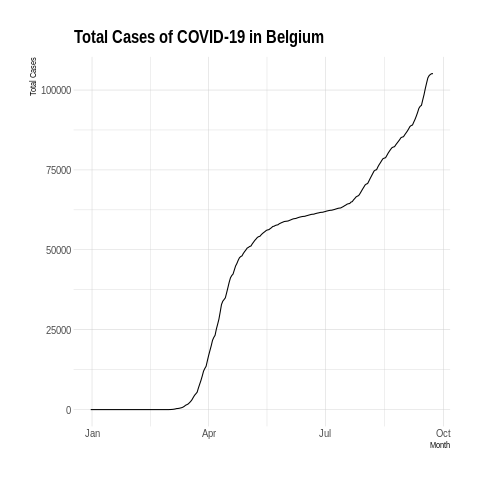 Total Cases of COVID-19 in Belgium
Total Cases
100000
75000
50000
25000
0
Jan Apr Jul Oct
Month